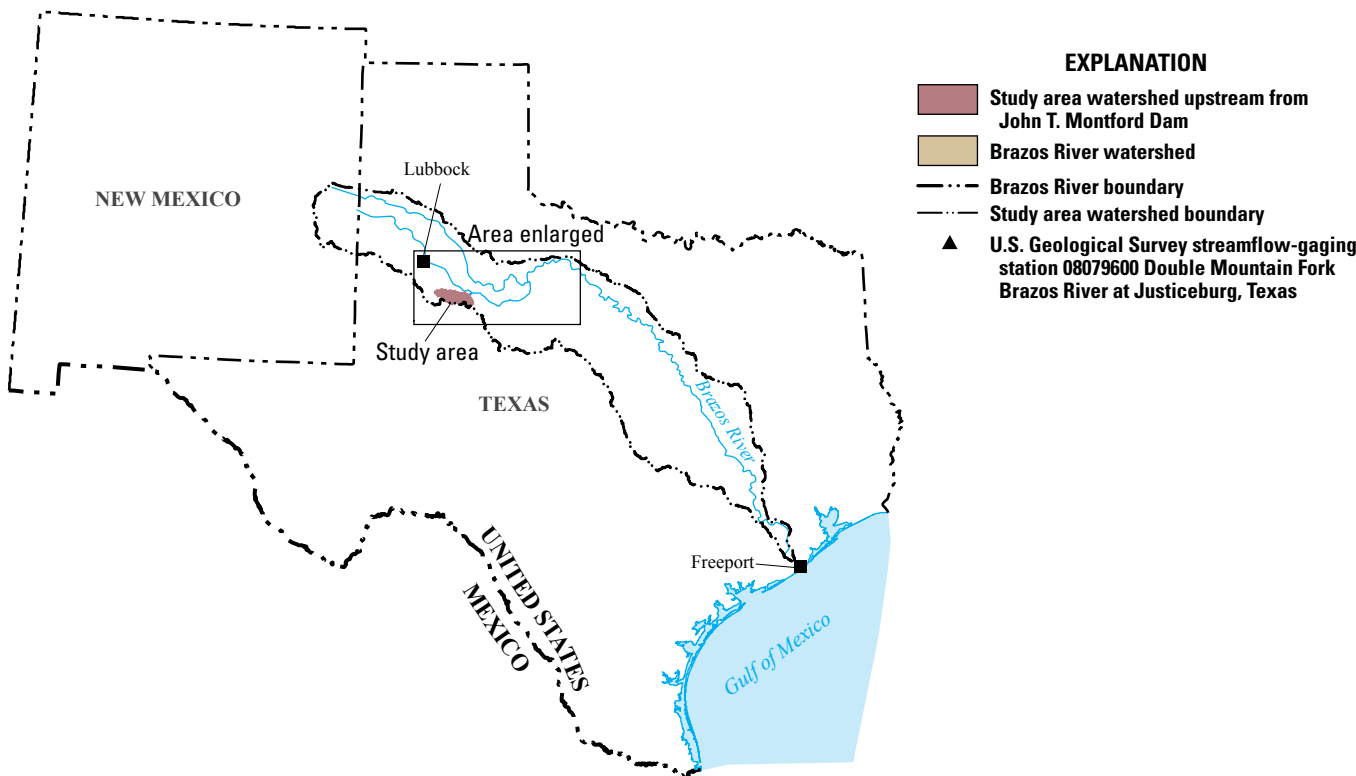 EXPLANATION
Study area watershed upstream from
John T. Montford Dam
Brazos River watershed
Brazos River boundary
Study area watershed boundary
U.S. Geological Survey streamflow-gaging
station 08079600 Double Mountain Fork
Brazos River at Justiceburg, Texas
Lubbock
NEW MEXICO
Area enlarged
Study area
TEXAS
Brazos River
UNITED STATES
MEXICO
Freeport
Gulf of Mexico